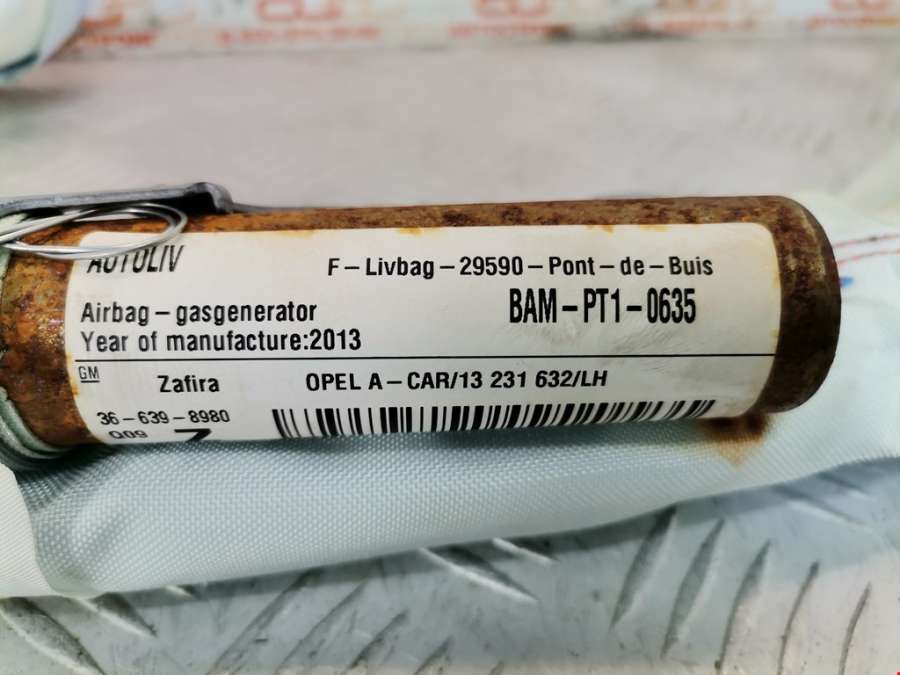 AUTOLIV
F-Livbag-29590-Pont-de-Buis
Airbag-gasgenerator
BAM-PT1-0635
Year of manufacture:2013
GM
Zafira
OPEL A-CAR/13 231 632/LH
36-639-8980
Q09